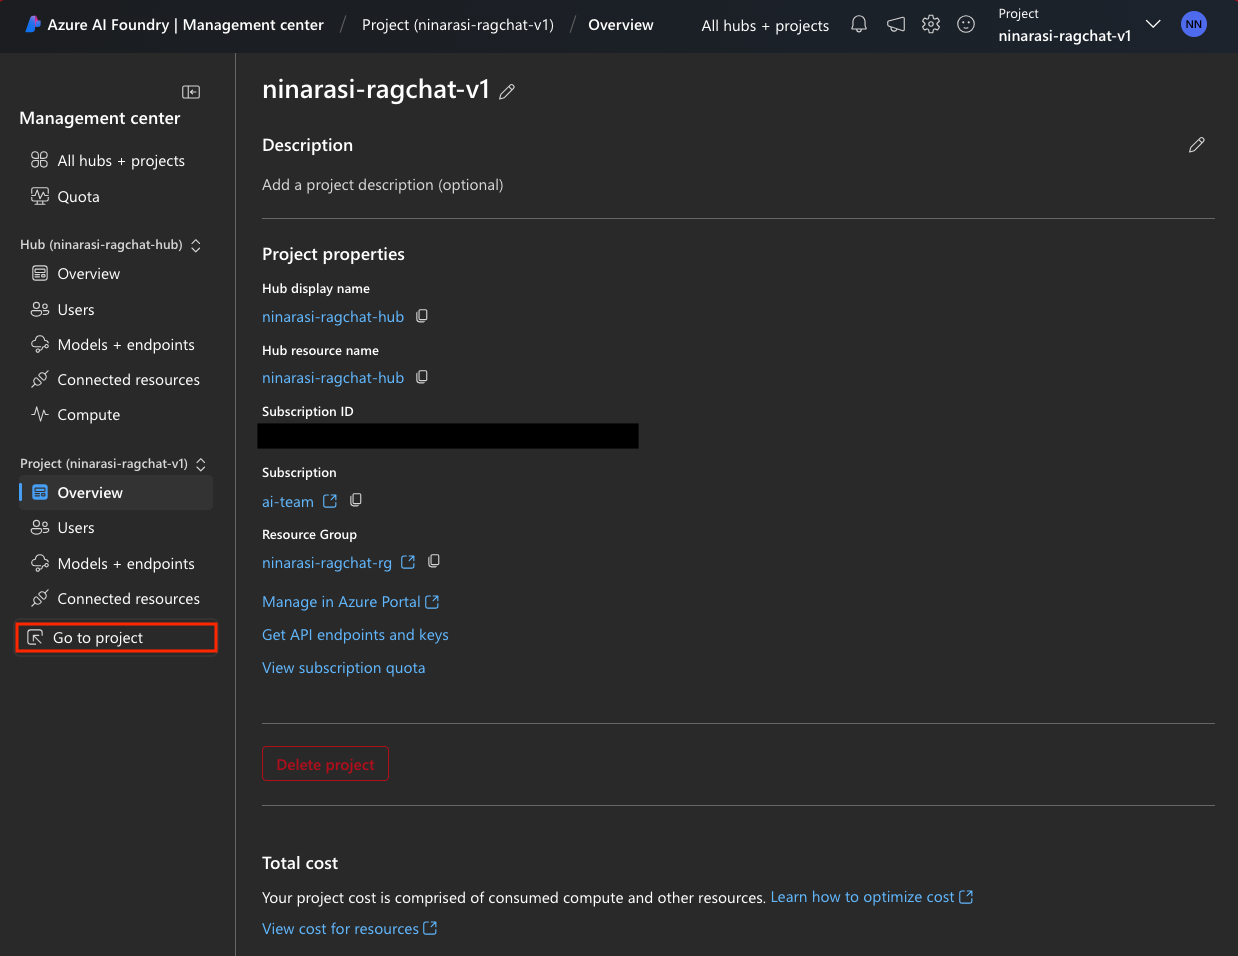 Azure AI Foundry | Management center / Project (ninarasi-ragchat-v1) / Overview
All hubs + projects
Project
ninarasi-ragchat-v1
NN
Management center
All hubs + projects
Quota
Hub (ninarasi-ragchat-hub)
Overview
Users
Models + endpoints
Connected resources
Compute
Project (ninarasi-ragchat-v1)
Overview
Users
Models + endpoints
Connected resources
Go to project
ninarasi-ragchat-v1
Description
Add a project description (optional)
Project properties
Hub display name
ninarasi-ragchat-hub
Hub resource name
ninarasi-ragchat-hub
Subscription ID
Subscription
ai-team
Resource Group
ninarasi-ragchat-rg
Manage in Azure Portal
Get API endpoints and keys
View subscription quota
Delete project
Total cost
Your project cost is comprised of consumed compute and other resources. Learn how to optimize cost
View cost for resources